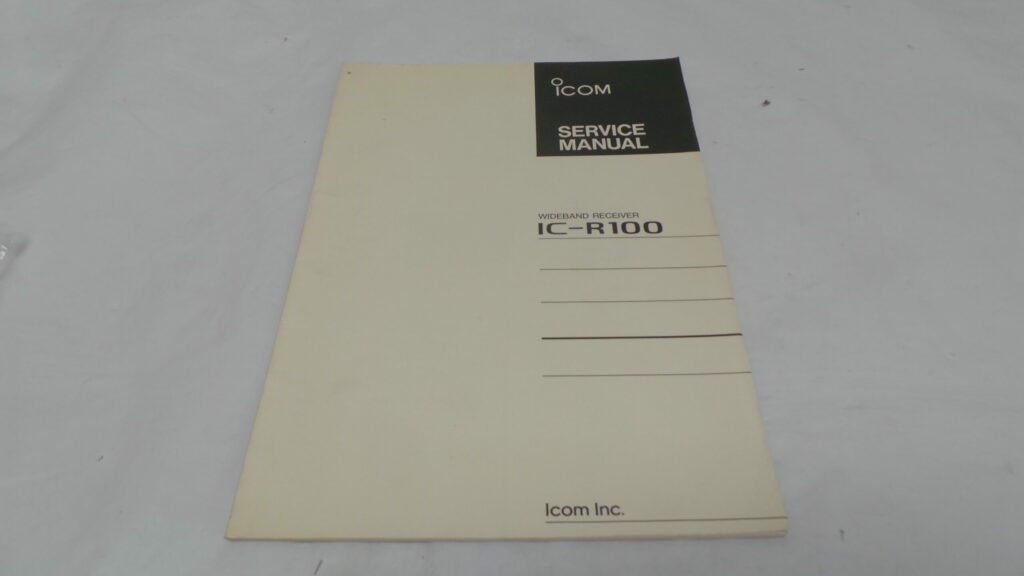 ICOM
SERVICE
MANUAL
WIDEBAND RECEIVER
IC-R100
Icom Inc.